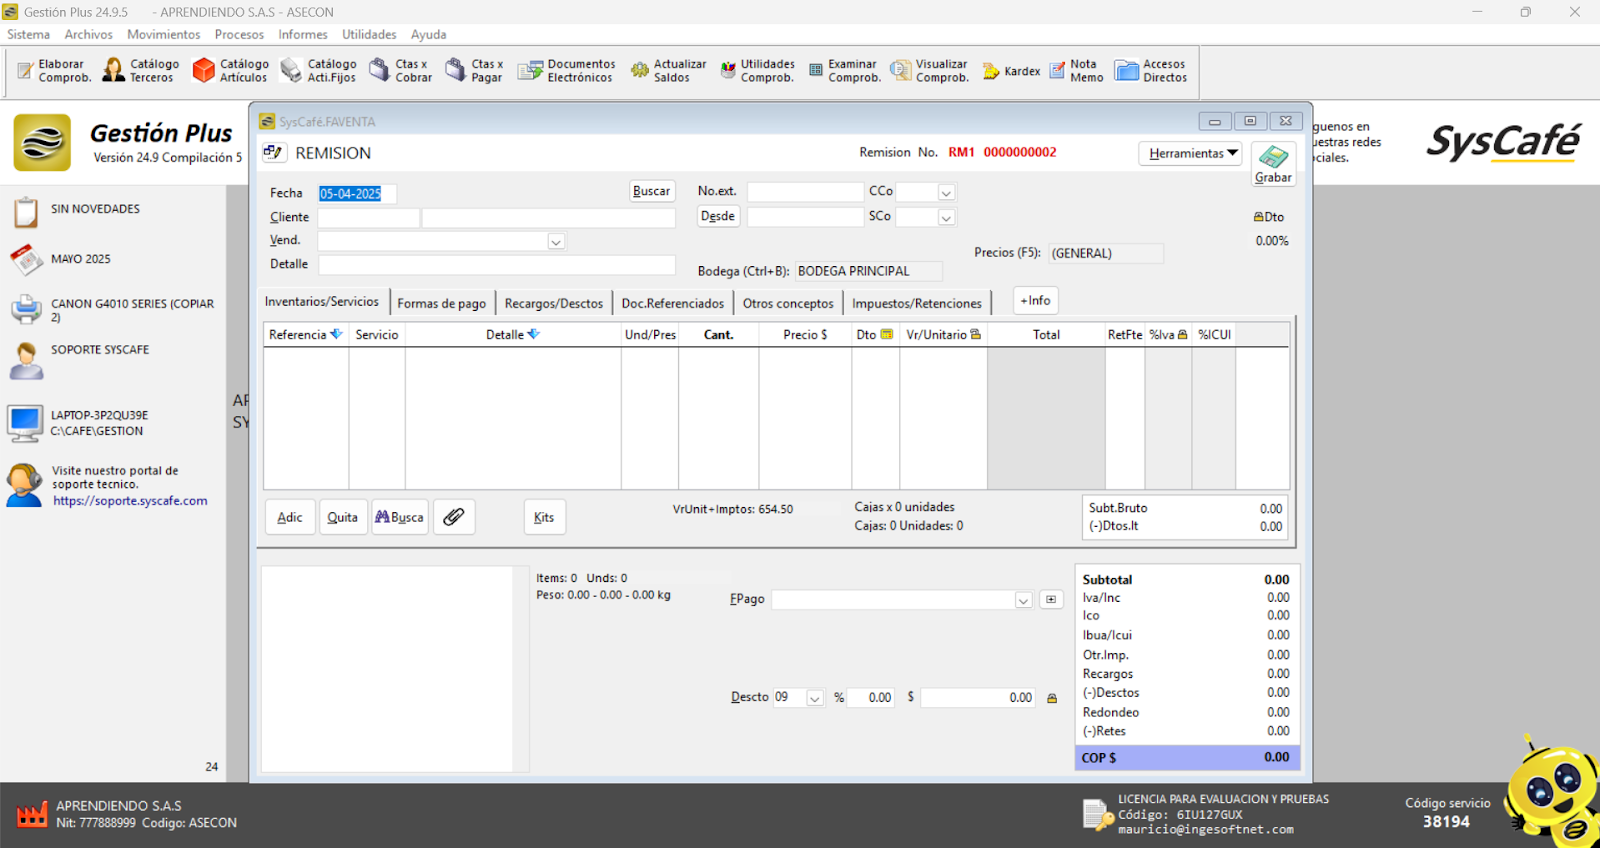 Gestión Plus 24.9.5 - APRENDIENDO S.A.S - ASECON
Sistema Archivos Movimientos Procesos Informes Utilidades Ayuda
Elaborar Comprob.
Catálogo Terceros
Catálogo Artículos
Catálogo Acti.Fijos
Ctas x Cobrar
Ctas x Pagar
Documentos Electrónicos
Actualizar Saldos
Utilidades Comprob.
Examinar Comprob.
Visualizar Comprob.
Kardex
Nota Memo
Accesos Directos
Gestión Plus
Versión 24.9 Compilación 5
SIN NOVEDADES
MAYO 2025
CANON G4010 SERIES (COPIAR
2)
SOPORTE SYSCAFE
LAPTOP-3P2QU39E
C:\CAFE\GESTION
Visite nuestro portal de
soporte tecnico.
https://soporte.syscafe.com
24
AP
SY
guenos en
uestras redes
ciales.
SysCafé
SysCafé.FAVENTA
REMISION
Remision No. RM1 0000000002
Herramientas
Grabar
Fecha 05-04-2025 Buscar No.ext. CCo
Cliente Desde SCo
Dto
Vend.
0.00%
Detalle
Precios (F5): (GENERAL)
Bodega (Ctrl+B): BODEGA PRINCIPAL
Inventarios/Servicios Formas de pago Recargos/Desctos Doc.Referenciados Otros conceptos Impuestos/Retenciones +Info
Referencia Servicio Detalle Und/Pres Cant. Precio $ Dto Vr/Unitario Total RetFte %Iva %ICUI
Adic Quita Busca Kits
VrUnit+Imptos: 654.50
Cajas x 0 unidades
Cajas: 0 Unidades: 0
Subt.Bruto 0.00
(-)Dtos.It 0.00
Items: 0 Unds: 0
Peso: 0.00 - 0.00 - 0.00 kg
FPago
Descto 09 % 0.00 $ 0.00
Subtotal 0.00
Iva/Inc 0.00
Ico 0.00
Ibua/Icui 0.00
Otr.Imp. 0.00
Recargos 0.00
(-)Desctos 0.00
Redondeo 0.00
(-)Retes 0.00
COP $ 0.00
APRENDIENDO S.A.S
Nit: 777888999 Codigo: ASECON
LICENCIA PARA EVALUACION Y PRUEBAS
Código: 6IU127GUX
mauricio@ingesoftnet.com
Código servicio
38194